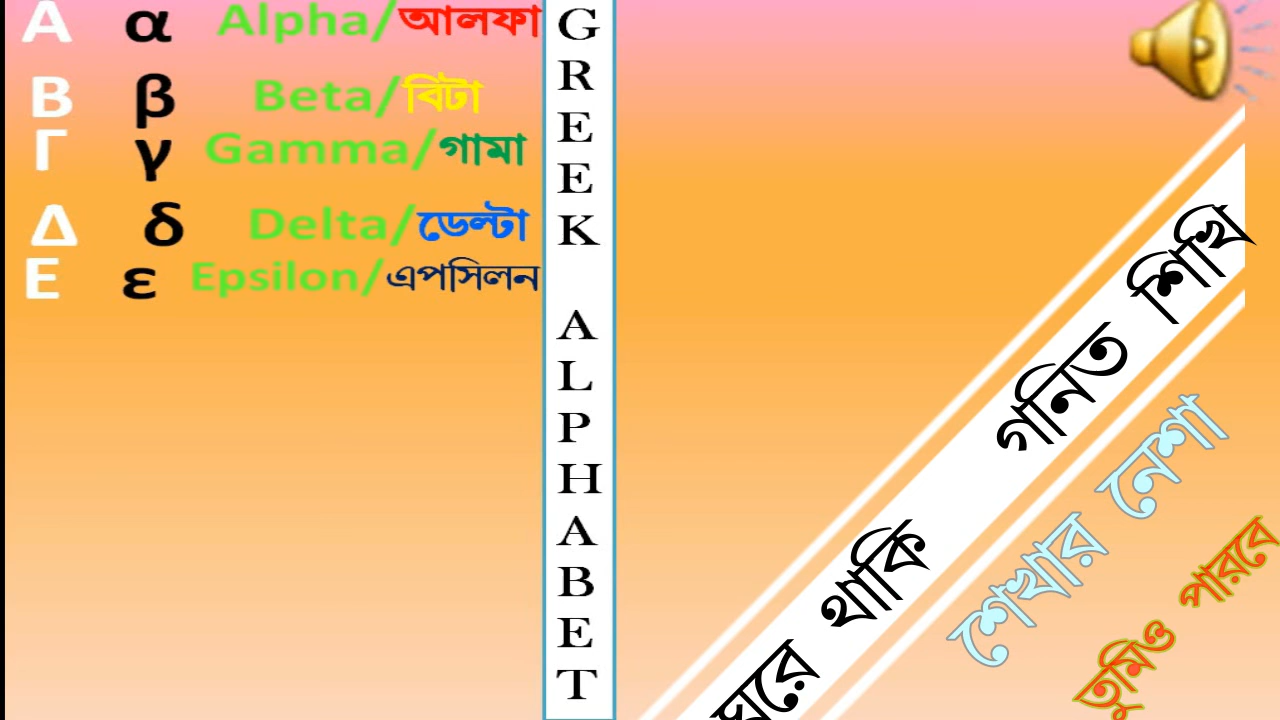 Α α Alpha/আলফা
Β β Beta/বিটা
Γ γ Gamma/গামা
Δ δ Delta/ডেল্টা
Ε ε Epsilon/এপসিলন
GREEK ALPHABET
ঘরে থাকি গনিত শিখি
শেখার নেশা
তুমিও পারবে